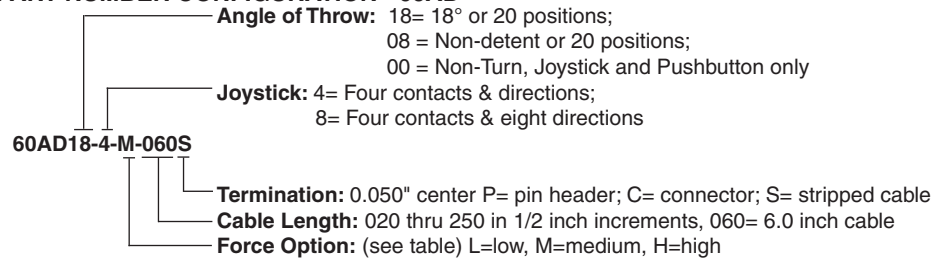 Angle of Throw: 18= 18° or 20 positions;
08 = Non-detent or 20 positions;
00 = Non-Turn, Joystick and Pushbutton only
Joystick: 4= Four contacts & directions;
8= Four contacts & eight directions
60AD18-4-M-060S
Termination: 0.050" center P= pin header; C= connector; S= stripped cable
Cable Length: 020 thru 250 in 1/2 inch increments, 060= 6.0 inch cable
Force Option: (see table) L=low, M=medium, H=high